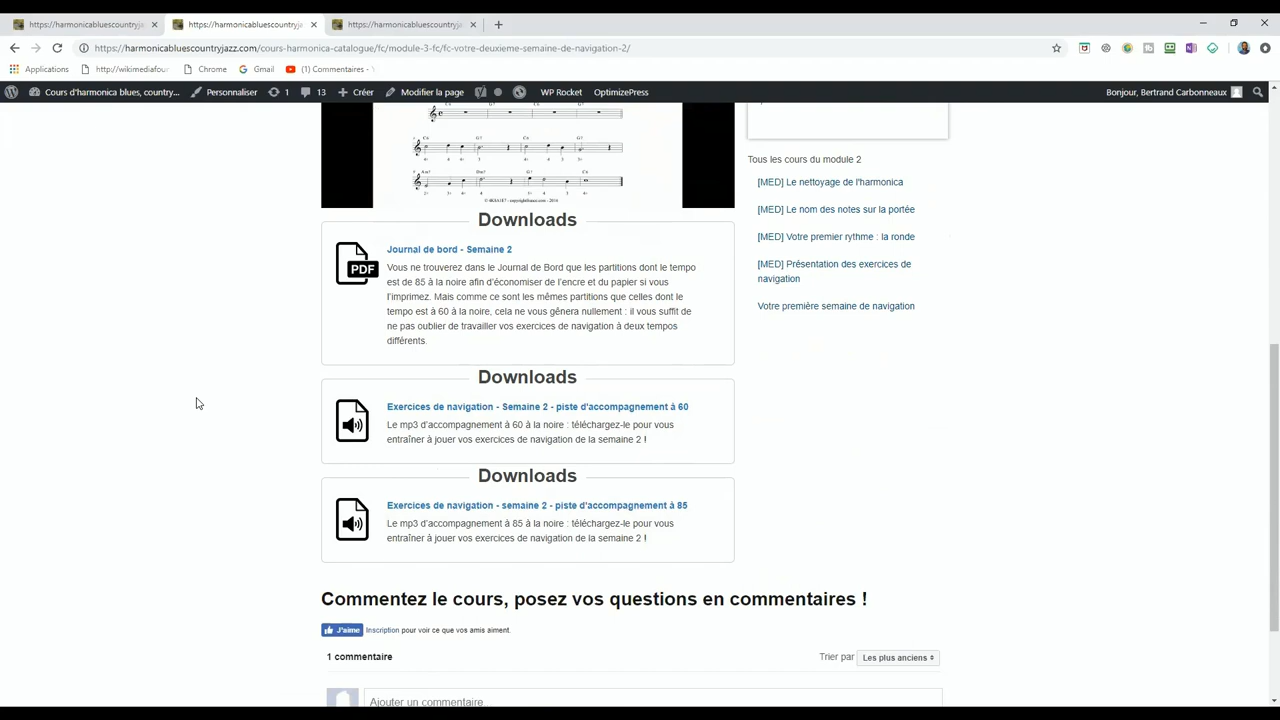 https://harmonicabluescountryja
https://harmonicabluescountryja
https://harmonicabluescountryja
https://harmonicabluescountryjazz.com/cours-harmonica-catalogue/fc/module-3-fc/fc-votre-deuxieme-semaine-de-navigation-2/
Applications http://wikimediafou Chrome Gmail (1) Commentaires - Y
Cours d'harmonica blues, country... Personnaliser 1 13 Créer Modifier la page WP Rocket OptimizePress Bonjour, Bertrand Carbonneaux
Tous les cours du module 2
[MED] Le nettoyage de l'harmonica
[MED] Le nom des notes sur la portée
[MED] Votre premier rythme : la ronde
[MED] Présentation des exercices de
navigation
Votre première semaine de navigation
Downloads
Journal de bord - Semaine 2
PDF
Vous ne trouverez dans le Journal de Bord que les partitions dont le tempo
est de 85 à la noire afin d'économiser de l'encre et du papier si vous
l'imprimez. Mais comme ce sont les mêmes partitions que celles dont le
tempo est à 60 à la noire, cela ne vous gênera nullement : il vous suffit de
ne pas oublier de travailler vos exercices de navigation à deux tempos
différents.
Downloads
Exercices de navigation - Semaine 2 - piste d'accompagnement à 60
Le mp3 d'accompagnement à 60 à la noire : téléchargez-le pour vous
entraîner à jouer vos exercices de navigation de la semaine 2 !
Downloads
Exercices de navigation - semaine 2 - piste d'accompagnement à 85
Le mp3 d'accompagnement à 85 à la noire : téléchargez-le pour vous
entraîner à jouer vos exercices de navigation de la semaine 2 !
Commentez le cours, posez vos questions en commentaires !
J'aime Inscription pour voir ce que vos amis aiment.
1 commentaire
Trier par Les plus anciens
Ajouter un commentaire..